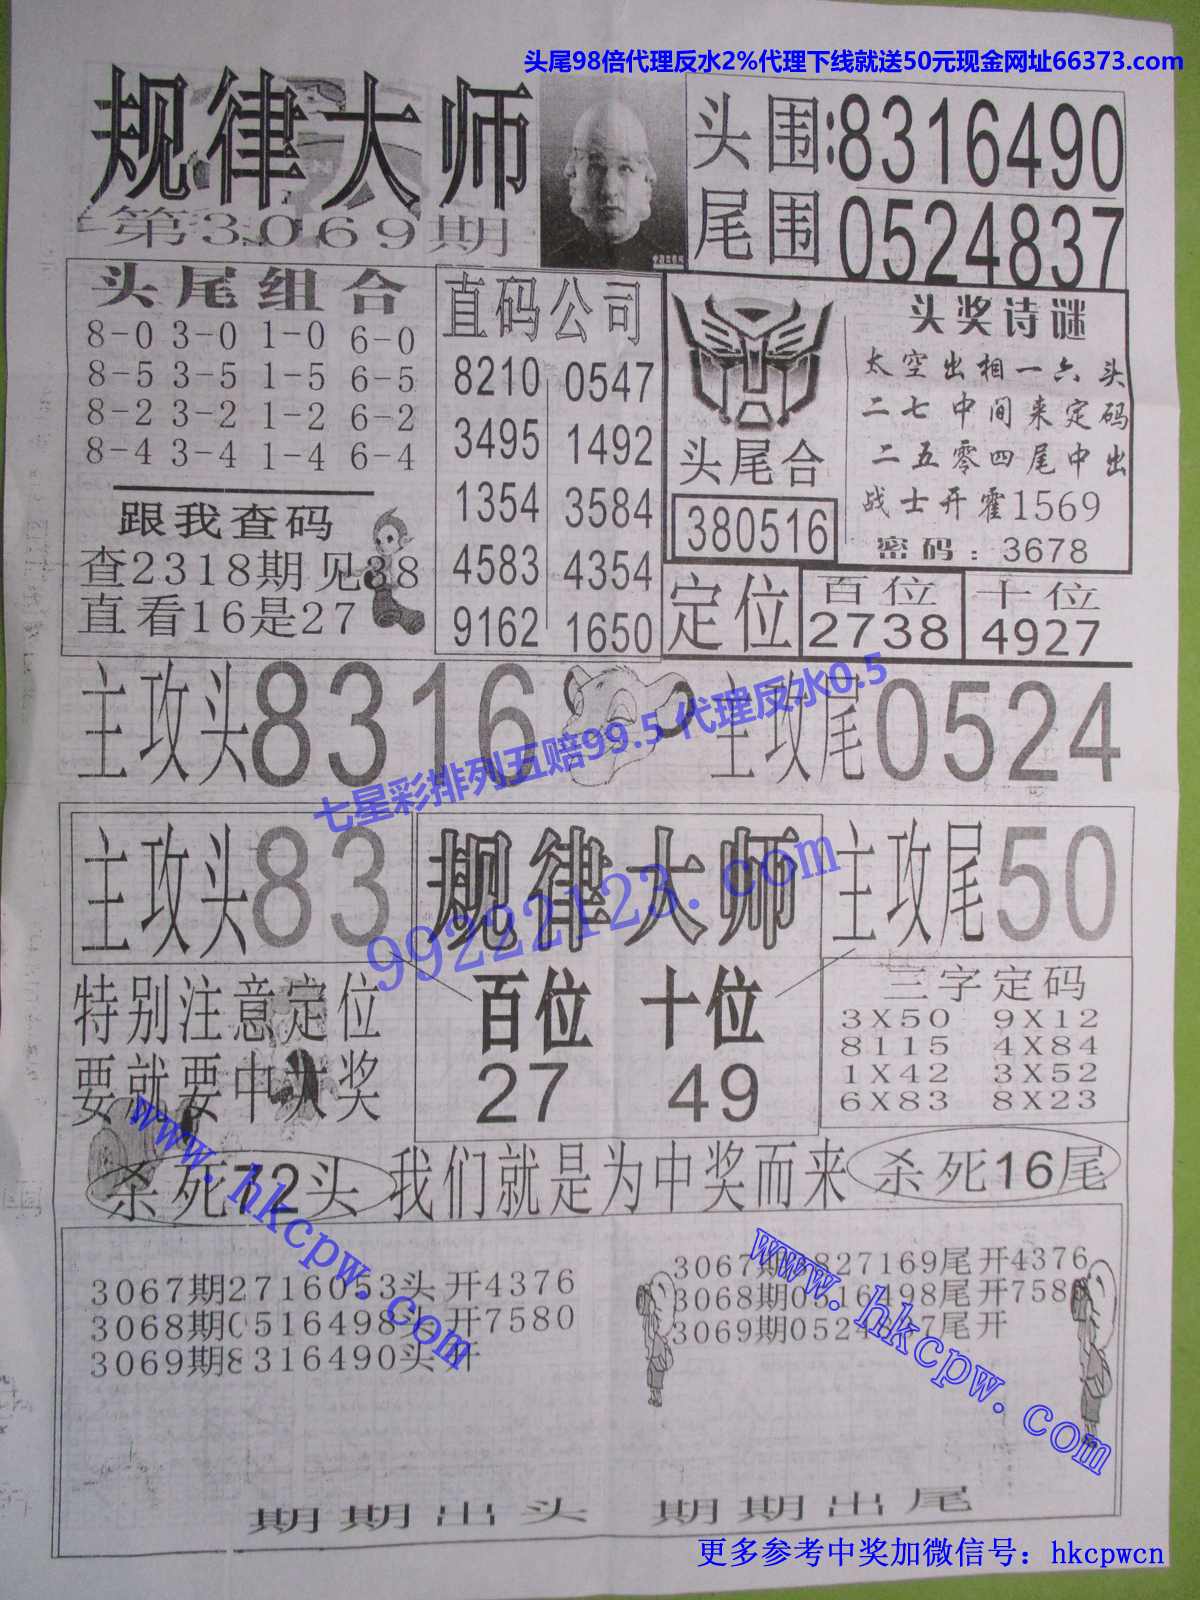 头尾98倍代理反水2%代理下线就送50元现金网址66373.com
规律大师
第3069期
头围:8316490
尾围 0524837
头尾组合
8-0 3-0 1-0 6-0
8-5 3-5 1-5 6-5
8-2 3-2 1-2 6-2
8-4 3-4 1-4 6-4
跟我查码
查2318期见38
直看16是27
直码公司
8210 0547
3495 1492
1354 3584
4583 4354
9162 1650
头尾合
380516
头奖诗谜
太空出相一六头
二七中间来定码
二五零四尾中出
战士开霍1569
密码：3678
定位
百位
2738
十位
4927
主攻头8316
主攻尾0524
七星彩排列五赔99.5 代理反水0.5
主攻头83
规律大师
主攻尾50
99222123.com
特别注意定位
要就要中大奖
百位 十位
27 49
三字定码
3X50 9X12
8115 4X84
1X42 3X52
6X83 8X23
杀死72头
我们就是为中奖而来
杀死16尾
www.hkcpw.com
www.hkcpw.com
3067期2716053头开4376
3068期0516498头开7580
3069期8316490头开
3067期 827169尾开4376
3068期0516498尾开7580
3069期0524837尾开
期期出头 期期出尾
更多参考中奖加微信号：hkcpwcn